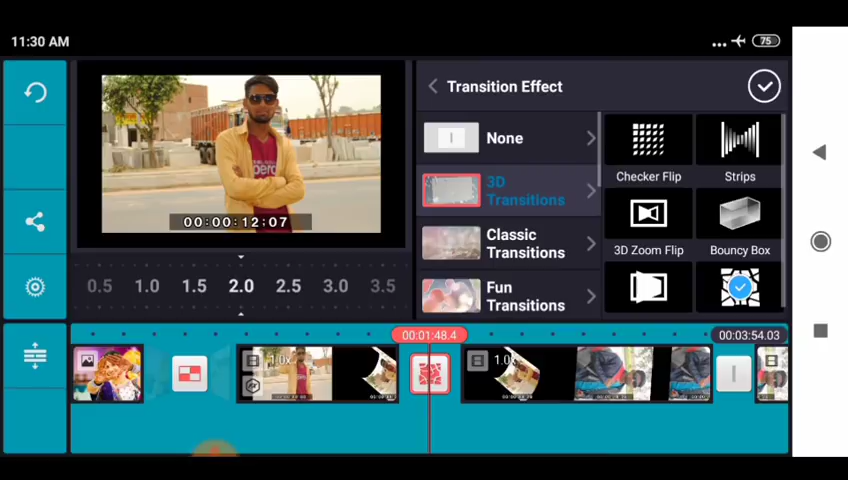 11:30 AM
75
Transition Effect
None
3D
Transitions
Classic
Transitions
Fun
Transitions
Checker Flip
Strips
3D Zoom Flip
Bouncy Box
00:00:12;07
0.5 1.0 1.5 2.0 2.5 3.0 3.5
00:01:48.4
00:03:54.03
1.0x
1.0x